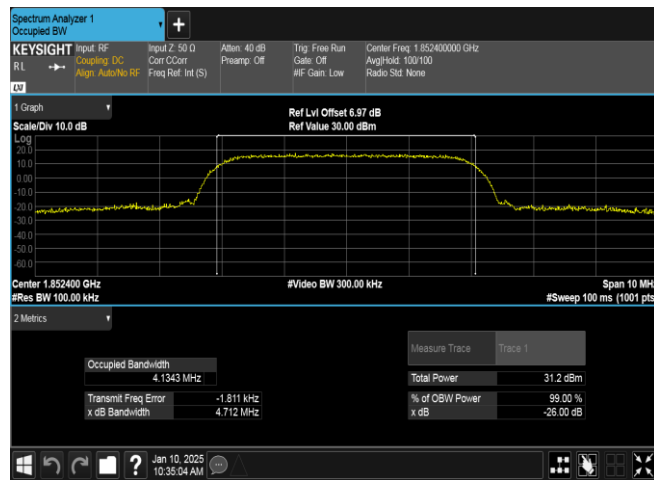 Spectrum Analyzer 1
Occupied BW
+
KEYSIGHT Input: RF Input Z: 50 Ω Atten: 40 dB Trig: Free Run Center Freq: 1.852400000 GHz
RL Coupling: DC Corr CCorr Preamp: Off Gate: Off Avg|Hold: 100/100
Align: Auto/No RF Freq Ref: Int (S) #IF Gain: Low Radio Std: None
LXI
1 Graph
Ref Lvl Offset 6.97 dB
Scale/Div 10.0 dB Ref Value 30.00 dBm
Log
20.0
10.0
0.00
-10.0
-20.0
-30.0
-40.0
-50.0
-60.0
Center 1.852400 GHz #Video BW 300.00 kHz Span 10 MH
#Res BW 100.00 kHz #Sweep 100 ms (1001 pts
2 Metrics
Measure Trace Trace 1
Occupied Bandwidth
4.1343 MHz Total Power 31.2 dBm
Transmit Freq Error -1.811 kHz % of OBW Power 99.00 %
x dB Bandwidth 4.712 MHz x dB -26.00 dB
? Jan 10, 2025
10:35:04 AM